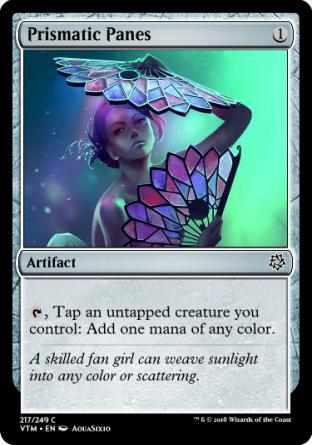 Prismatic Panes 1
Artifact
, Tap an untapped creature you
control: Add one mana of any color.
A skilled fan girl can weave sunlight
into any color or scattering.
217/249 C
VTM • EN AquaSixio
™ & © 2018 Wizards of the Coast